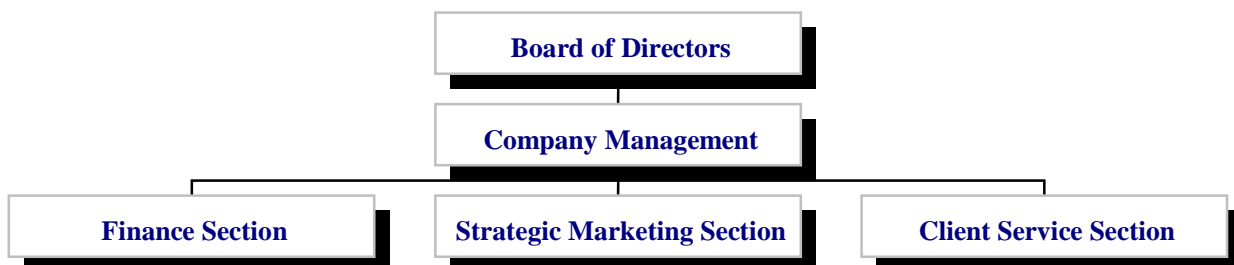 Board of Directors
Company Management
Finance Section
Strategic Marketing Section
Client Service Section